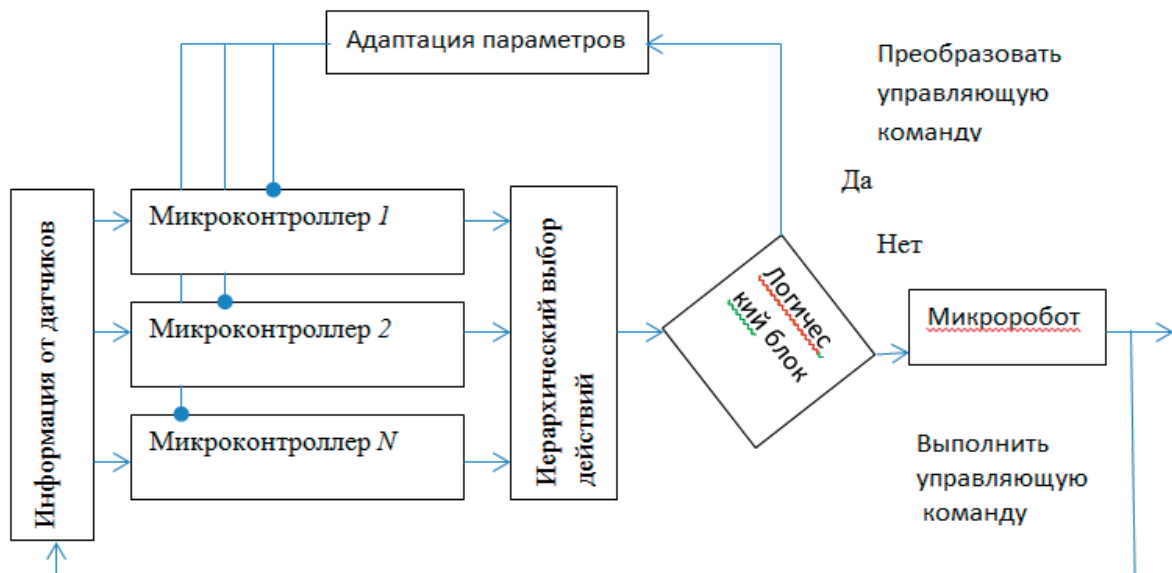 Адаптация параметров
Преобразовать
управляющую
команду
Да
Нет
Информация от датчиков
Микроконтроллер 1
Микроконтроллер 2
Микроконтроллер N
Иерархический выбор
действий
Логичес
кий блок
Микроробот
Выполнить
управляющую
команду